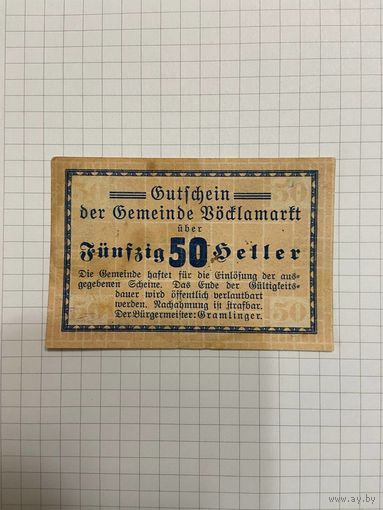 50 50
Gutschein
der Gemeinde Vöcklamarkt
über
Fünfzig 50 Heller
Die Gemeinde haftet für die Einlösung der aus-
gegebenen Scheine. Das Ende der Gültigkeits-
dauer wird öffentlich verlautbart
werden. Nachahmung ist strafbar.
Der Bürgermeister: Gramlinger.
50 50
www.ay.by